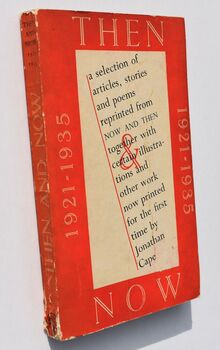 THEN
1921-1935
a selection of
articles, stories
and poems
reprinted from
NOW AND THEN
together with
certain illustra-
tions and
other work
now printed
for the first
time by
Jonathan
Cape
&
1921-1935
NOW
THEN AND NOW